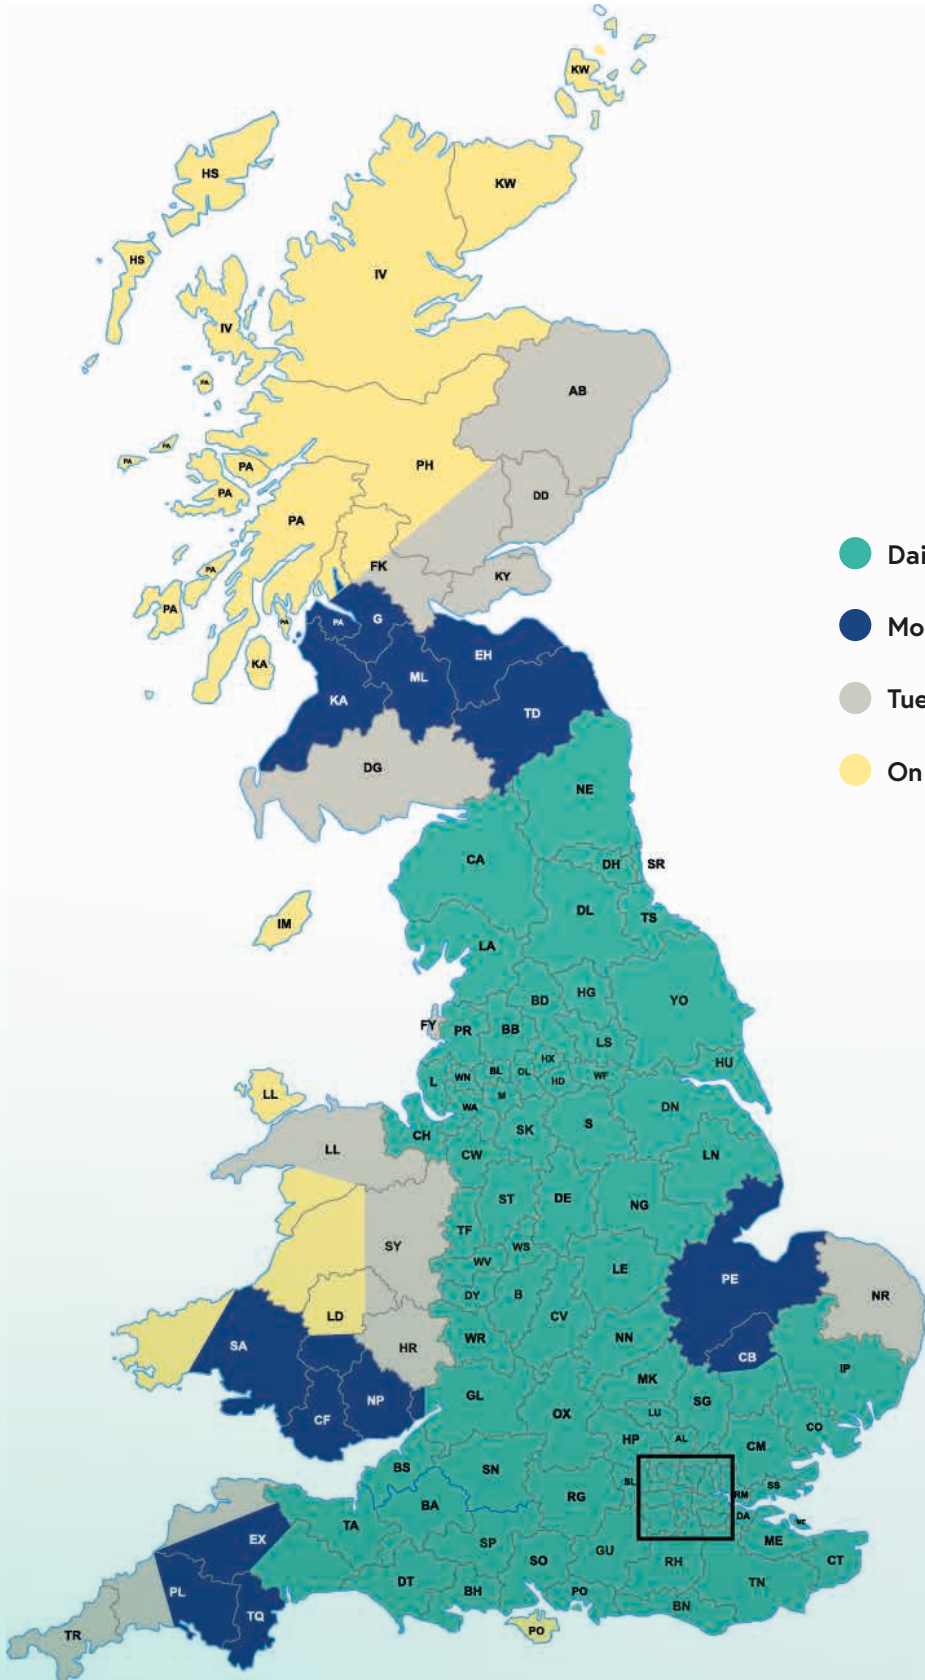 KW
HS
KW
HS
IV
IV
PA
AB
PA
PA
PA
PH
PA
DD
PA
PA
FK
PA
KY
PA
PA
PA
G
EH
KA
ML
KA
TD
DG
NE
CA
DH
SR
DL
TS
IM
LA
HG
BD
YO
FY
PR
BB
LS
HX
HU
WN
BL
OL
HD
WF
L
LL
M
WA
DN
CH
SK
S
LL
CW
LN
ST
DE
NG
TF
SY
WS
WV
LE
PE
DY
B
NR
LD
CV
SA
WR
NN
HR
CB
IP
MK
GL
NP
SG
OX
LU
CF
CO
HP
AL
CM
BS
SN
SL
SS
RG
RM
BA
DA
ME
TA
EX
ME
SP
GU
SO
RH
CT
DT
TN
PL
BH
PO
BN
TQ
PO
TR
Dai
Mo
Tue
On